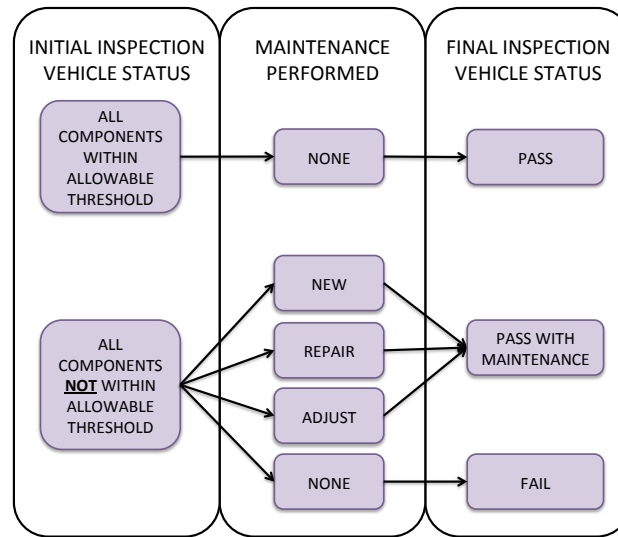 INITIAL INSPECTION
VEHICLE STATUS
ALL
COMPONENTS
WITHIN
ALLOWABLE
THRESHOLD
ALL
COMPONENTS
NOT WITHIN
ALLOWABLE
THRESHOLD
MAINTENANCE
PERFORMED
NONE
NEW
REPAIR
ADJUST
NONE
FINAL INSPECTION
VEHICLE STATUS
PASS
PASS WITH
MAINTENANCE
FAIL